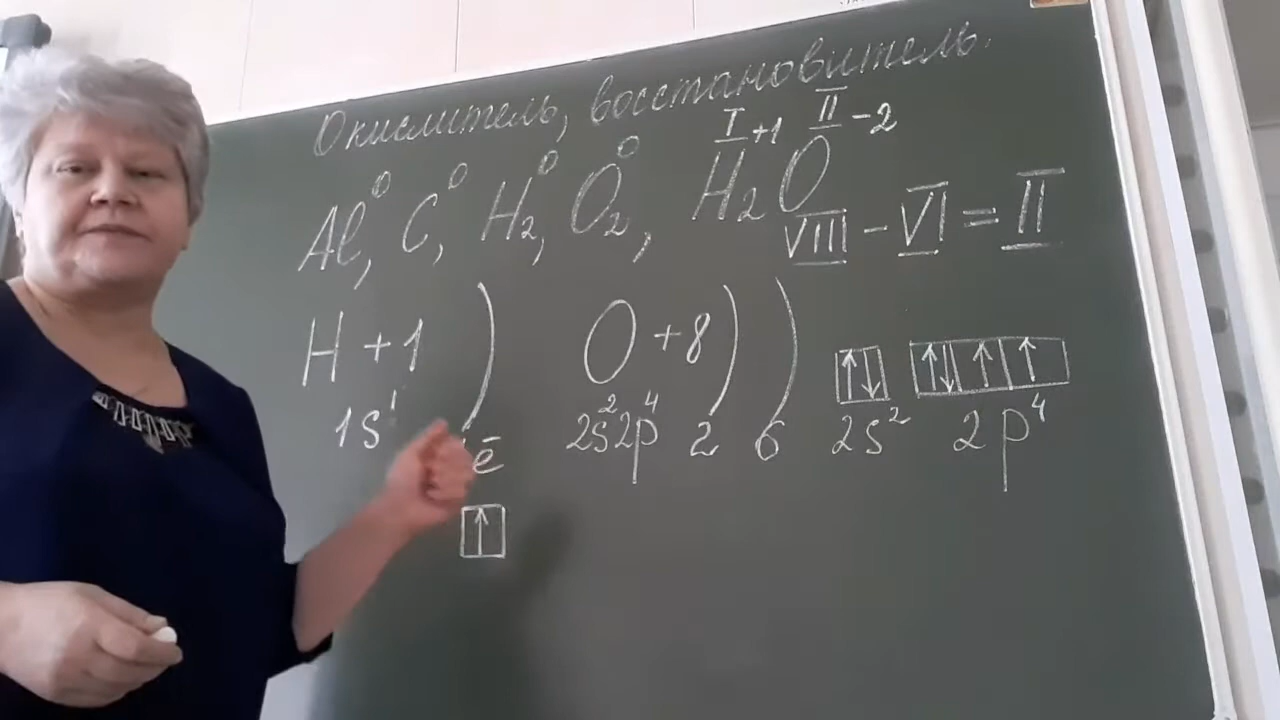 Окислитель, восстановитель.
I +1 II -2
Al⁰, C⁰, H₂⁰, O₂⁰, H₂O
VIII - VI = II
H +1 ) O +8 ) )
1s¹ ē 2s²2p⁴ 2 6 2s² 2p⁴